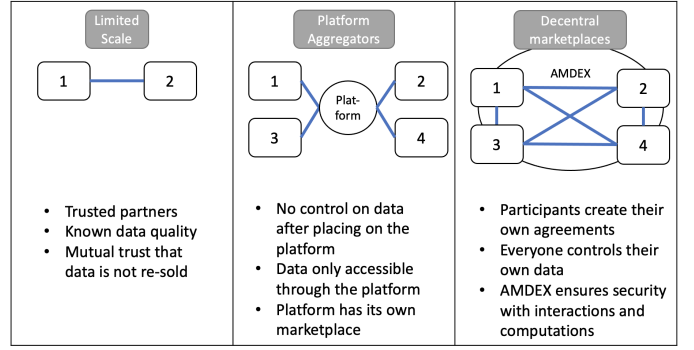 Limited
Scale
1
2
• Trusted partners
• Known data quality
• Mutual trust that
data is not re-sold
Platform
Aggregators
1
2
Plat-
form
3
4
• No control on data
after placing on the
platform
• Data only accessible
through the platform
• Platform has its own
marketplace
Decentral
marketplaces
AMDEX
1
2
3
4
• Participants create their
own agreements
• Everyone controls their
own data
• AMDEX ensures security
with interactions and
computations